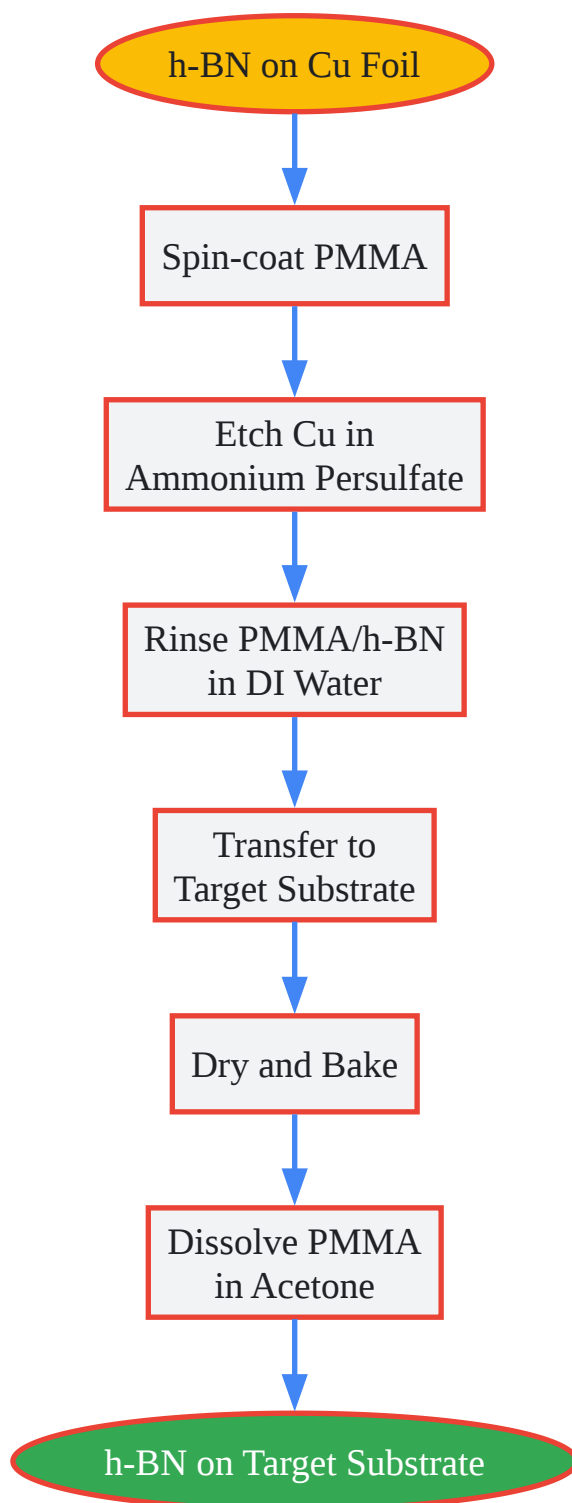 h-BN on Cu Foil
Spin-coat PMMA
Etch Cu in
Ammonium Persulfate
Rinse PMMA/h-BN
in DI Water
Transfer to
Target Substrate
Dry and Bake
Dissolve PMMA
in Acetone
h-BN on Target Substrate